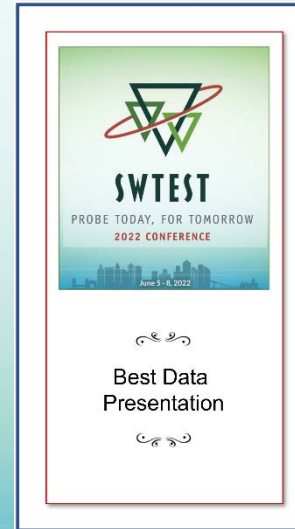 SWTEST
PROBE TODAY, FOR TOMORROW
2022 CONFERENCE
June 5 - 8, 2022
Best Data
Presentation